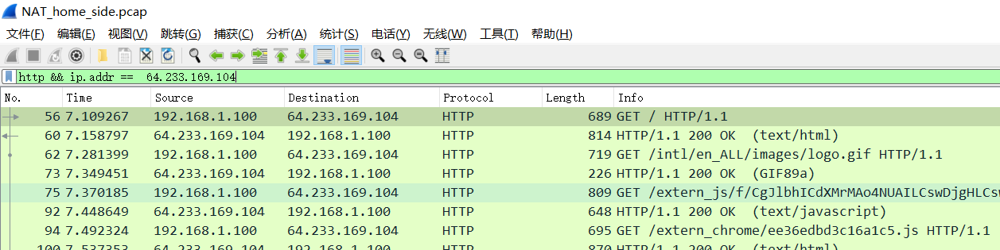 NAT_home_side.pcap
文件(F) 编辑(E) 视图(V) 跳转(G) 捕获(C) 分析(A) 统计(S) 电话(Y) 无线(W) 工具(T) 帮助(H)
http && ip.addr == 64.233.169.104
No. Time Source Destination Protocol Length Info
56 7.109267 192.168.1.100 64.233.169.104 HTTP 689 GET / HTTP/1.1
60 7.158797 64.233.169.104 192.168.1.100 HTTP 814 HTTP/1.1 200 OK (text/html)
62 7.281399 192.168.1.100 64.233.169.104 HTTP 719 GET /intl/en_ALL/images/logo.gif HTTP/1.1
73 7.349451 64.233.169.104 192.168.1.100 HTTP 226 HTTP/1.1 200 OK (GIF89a)
75 7.370185 192.168.1.100 64.233.169.104 HTTP 809 GET /extern_js/f/CgJlbhICdXMrMAo4NUAILCswDjgHLCsw
92 7.448649 64.233.169.104 192.168.1.100 HTTP 648 HTTP/1.1 200 OK (text/javascript)
94 7.492324 192.168.1.100 64.233.169.104 HTTP 695 GET /extern_chrome/ee36edbd3c16a1c5.js HTTP/1.1
100 7.537353 64.233.169.104 192.168.1.100 HTTP 870 HTTP/1.1 200 OK (text/html)